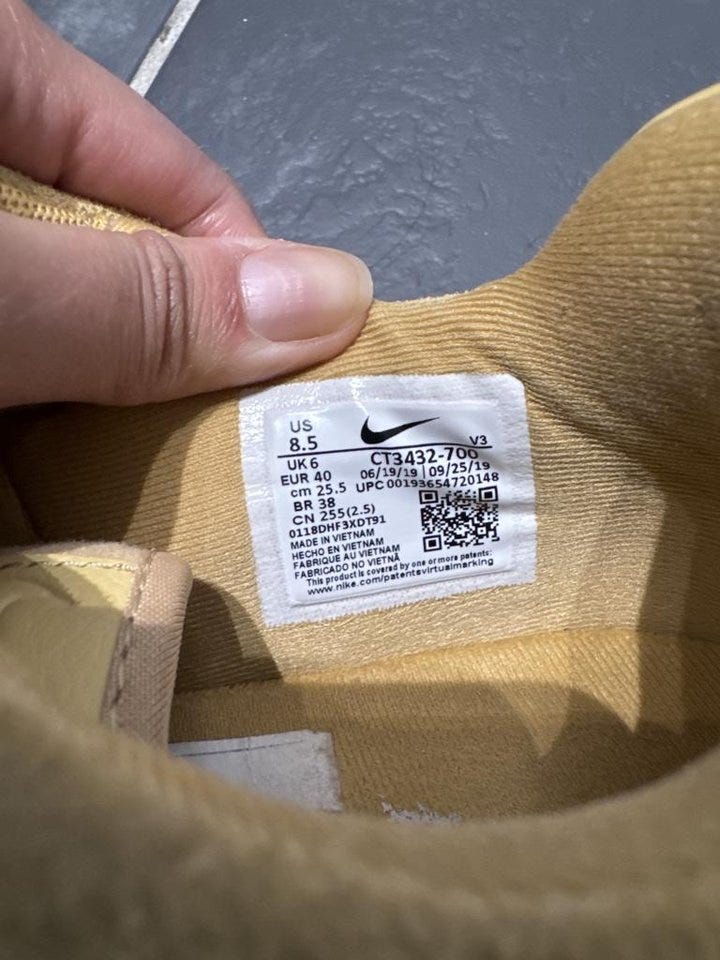 US
8.5
V3
UK 6
CT3432-700
EUR 40
06/19/19 09/25/19
cm 25.5
UPC 00193654720148
BR 38
CN 255(2.5)
0118DHF3XDT91
MADE IN VIETNAM
HECHO EN VIETNAM
FABRIQUE AU VIETNAM
FABRICADO NO VIETNÃ
This product is covered by one or more patents:
www.nike.com/patentsvirtualmarking